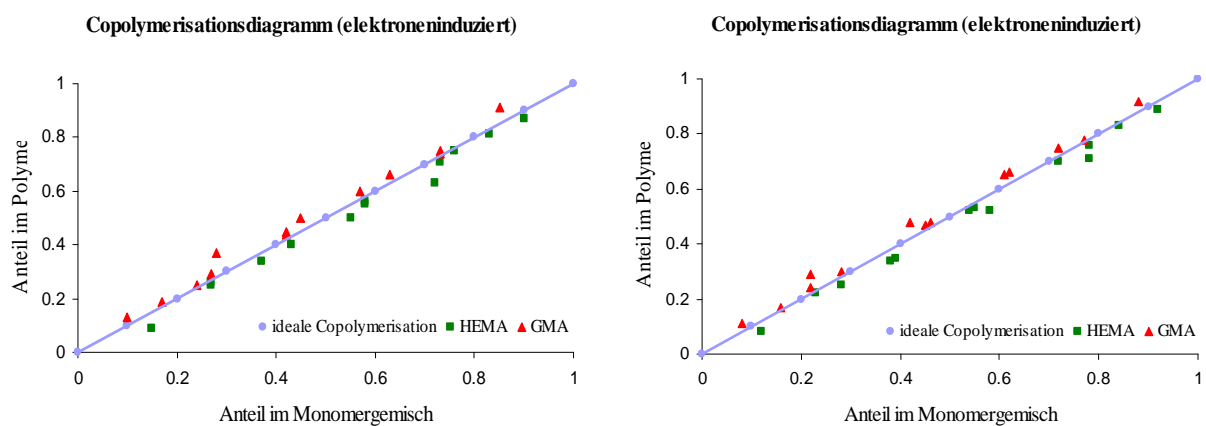 Copolymerisationsdiagramm (elektroneninduziert)
Anteil im Polyme
1
0.8
0.6
0.4
0.2
0
ideale Copolymerisation HEMA GMA
0 0.2 0.4 0.6 0.8 1
Anteil im Monomergemisch
Copolymerisationsdiagramm (elektroneninduziert)
Anteil im Polyme
1
0.8
0.6
0.4
0.2
0
ideale Copolymerisation HEMA GMA
0 0.2 0.4 0.6 0.8 1
Anteil im Monomergemisch